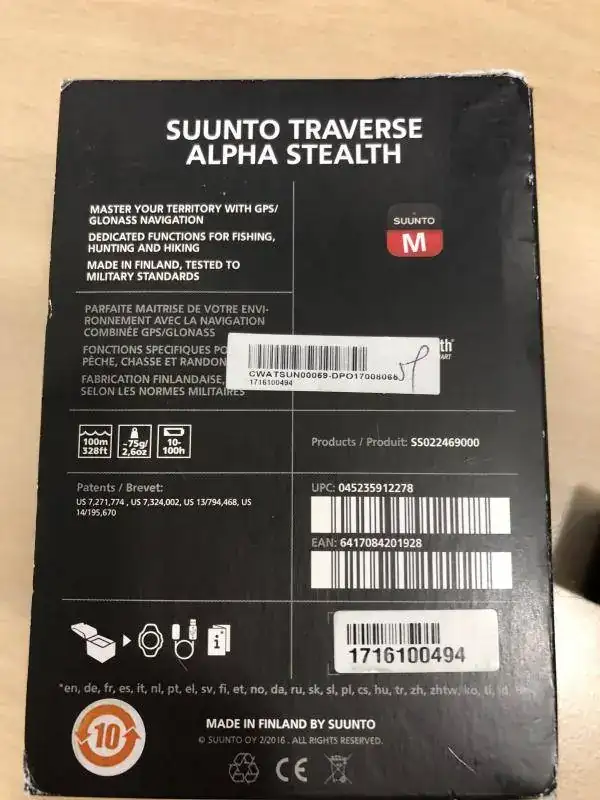 SUUNTO TRAVERSE
ALPHA STEALTH
MASTER YOUR TERRITORY WITH GPS/
GLONASS NAVIGATION
DEDICATED FUNCTIONS FOR FISHING,
HUNTING AND HIKING
MADE IN FINLAND, TESTED TO
MILITARY STANDARDS
SUUNTO
M
PARFAITE MAITRISE DE VOTRE ENVI-
RONNEMENT AVEC LA NAVIGATION
COMBINÉE GPS/GLONASS
FONCTIONS SPECIFIQUES PO
PÊCHE, CHASSE ET RANDON
FABRICATION FINLANDAISE,
SELON LES NORMES MILITAIRES
th
ART
CWATSUN00069-DPO17008066
1716100494
100m
328ft
~75g/
2,6oz
10-
100h
Products / Produit: SS022469000
Patents / Brevet:
US 7,271,774 , US 7,324,002, US 13/794,468, US
14/195,670
UPC: 045235912278
EAN: 6417084201928
i
1716100494
*en, de, fr, es, it, nl, pt, el, sv, fi, et, no, da, ru, sk, sl, pl, cs, hu, tr, zh, zhtw, ko,
10
MADE IN FINLAND BY SUUNTO
© SUUNTO OY 2/2016 . ALL RIGHTS RESERVED.
CE